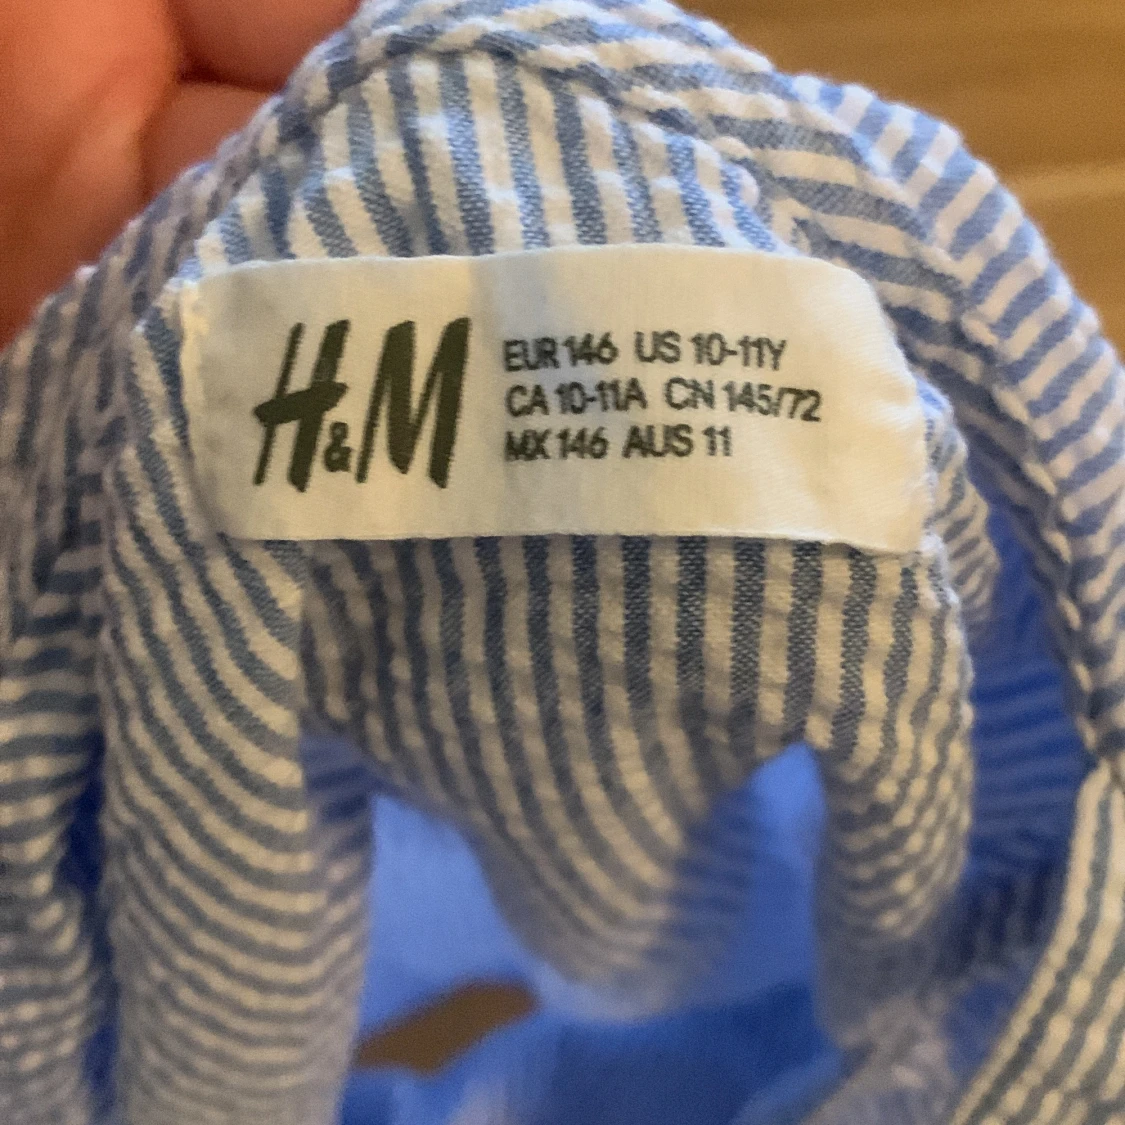 H&M
EUR 146 US 10-11Y
CA 10-11A CN 145/72
MX 146 AUS 11